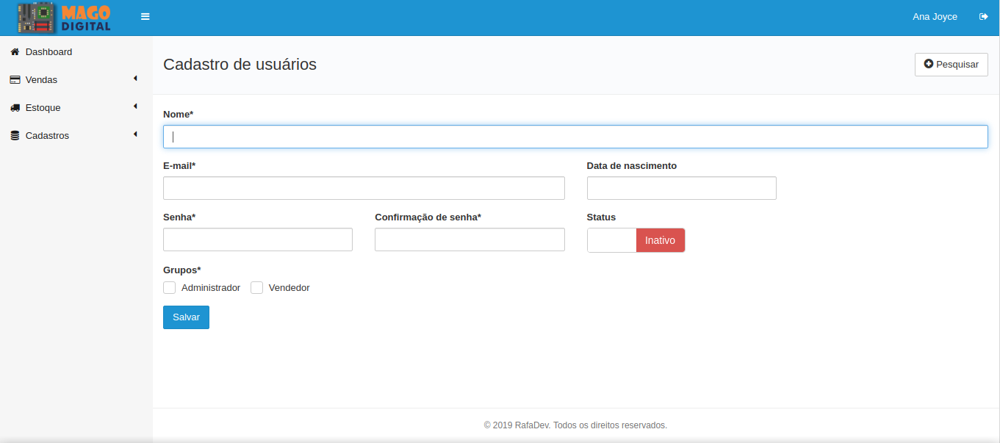 MAGO
DIGITAL
Ana Joyce
Dashboard
Vendas
Estoque
Cadastros
Cadastro de usuários
Pesquisar
Nome*
E-mail*
Data de nascimento
Senha*
Confirmação de senha*
Status
Inativo
Grupos*
Administrador
Vendedor
Salvar
© 2019 RafaDev. Todos os direitos reservados.